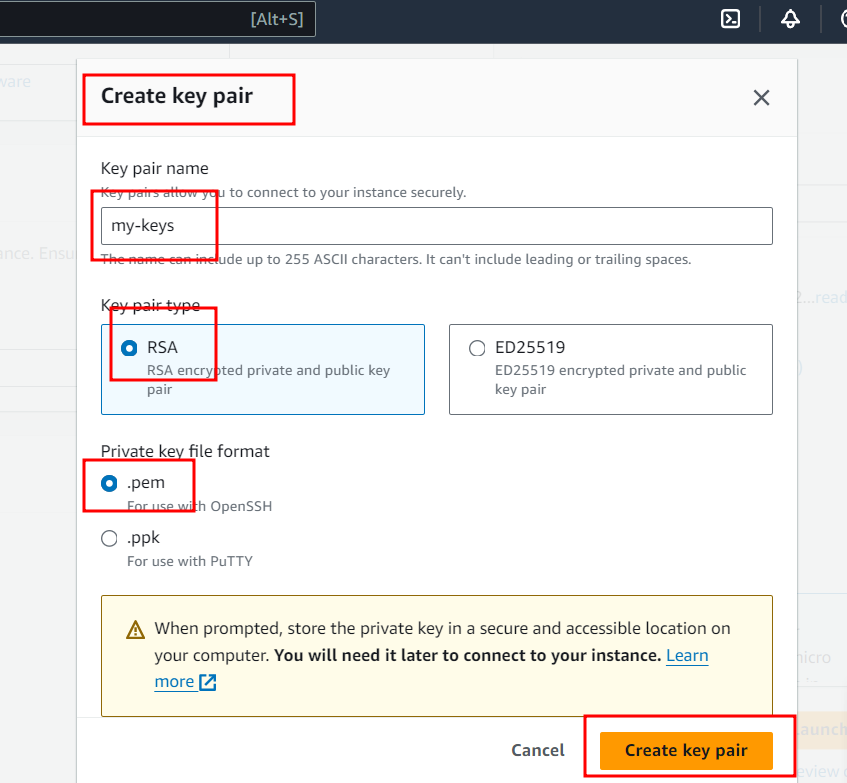 [Alt+S]
ware
Create key pair
Key pair name
Key pairs allow you to connect to your instance securely.
my-keys
ance. Ensu
The name can include up to 255 ASCII characters. It can't include leading or trailing spaces.
2...read
Key pair type
RSA
RSA encrypted private and public key
pair
ED25519
ED25519 encrypted private and public
key pair
Private key file format
.pem
For use with OpenSSH
.ppk
For use with PuTTY
When prompted, store the private key in a secure and accessible location on
your computer. You will need it later to connect to your instance. Learn
more
micro
Cancel
Create key pair
aunch
eview